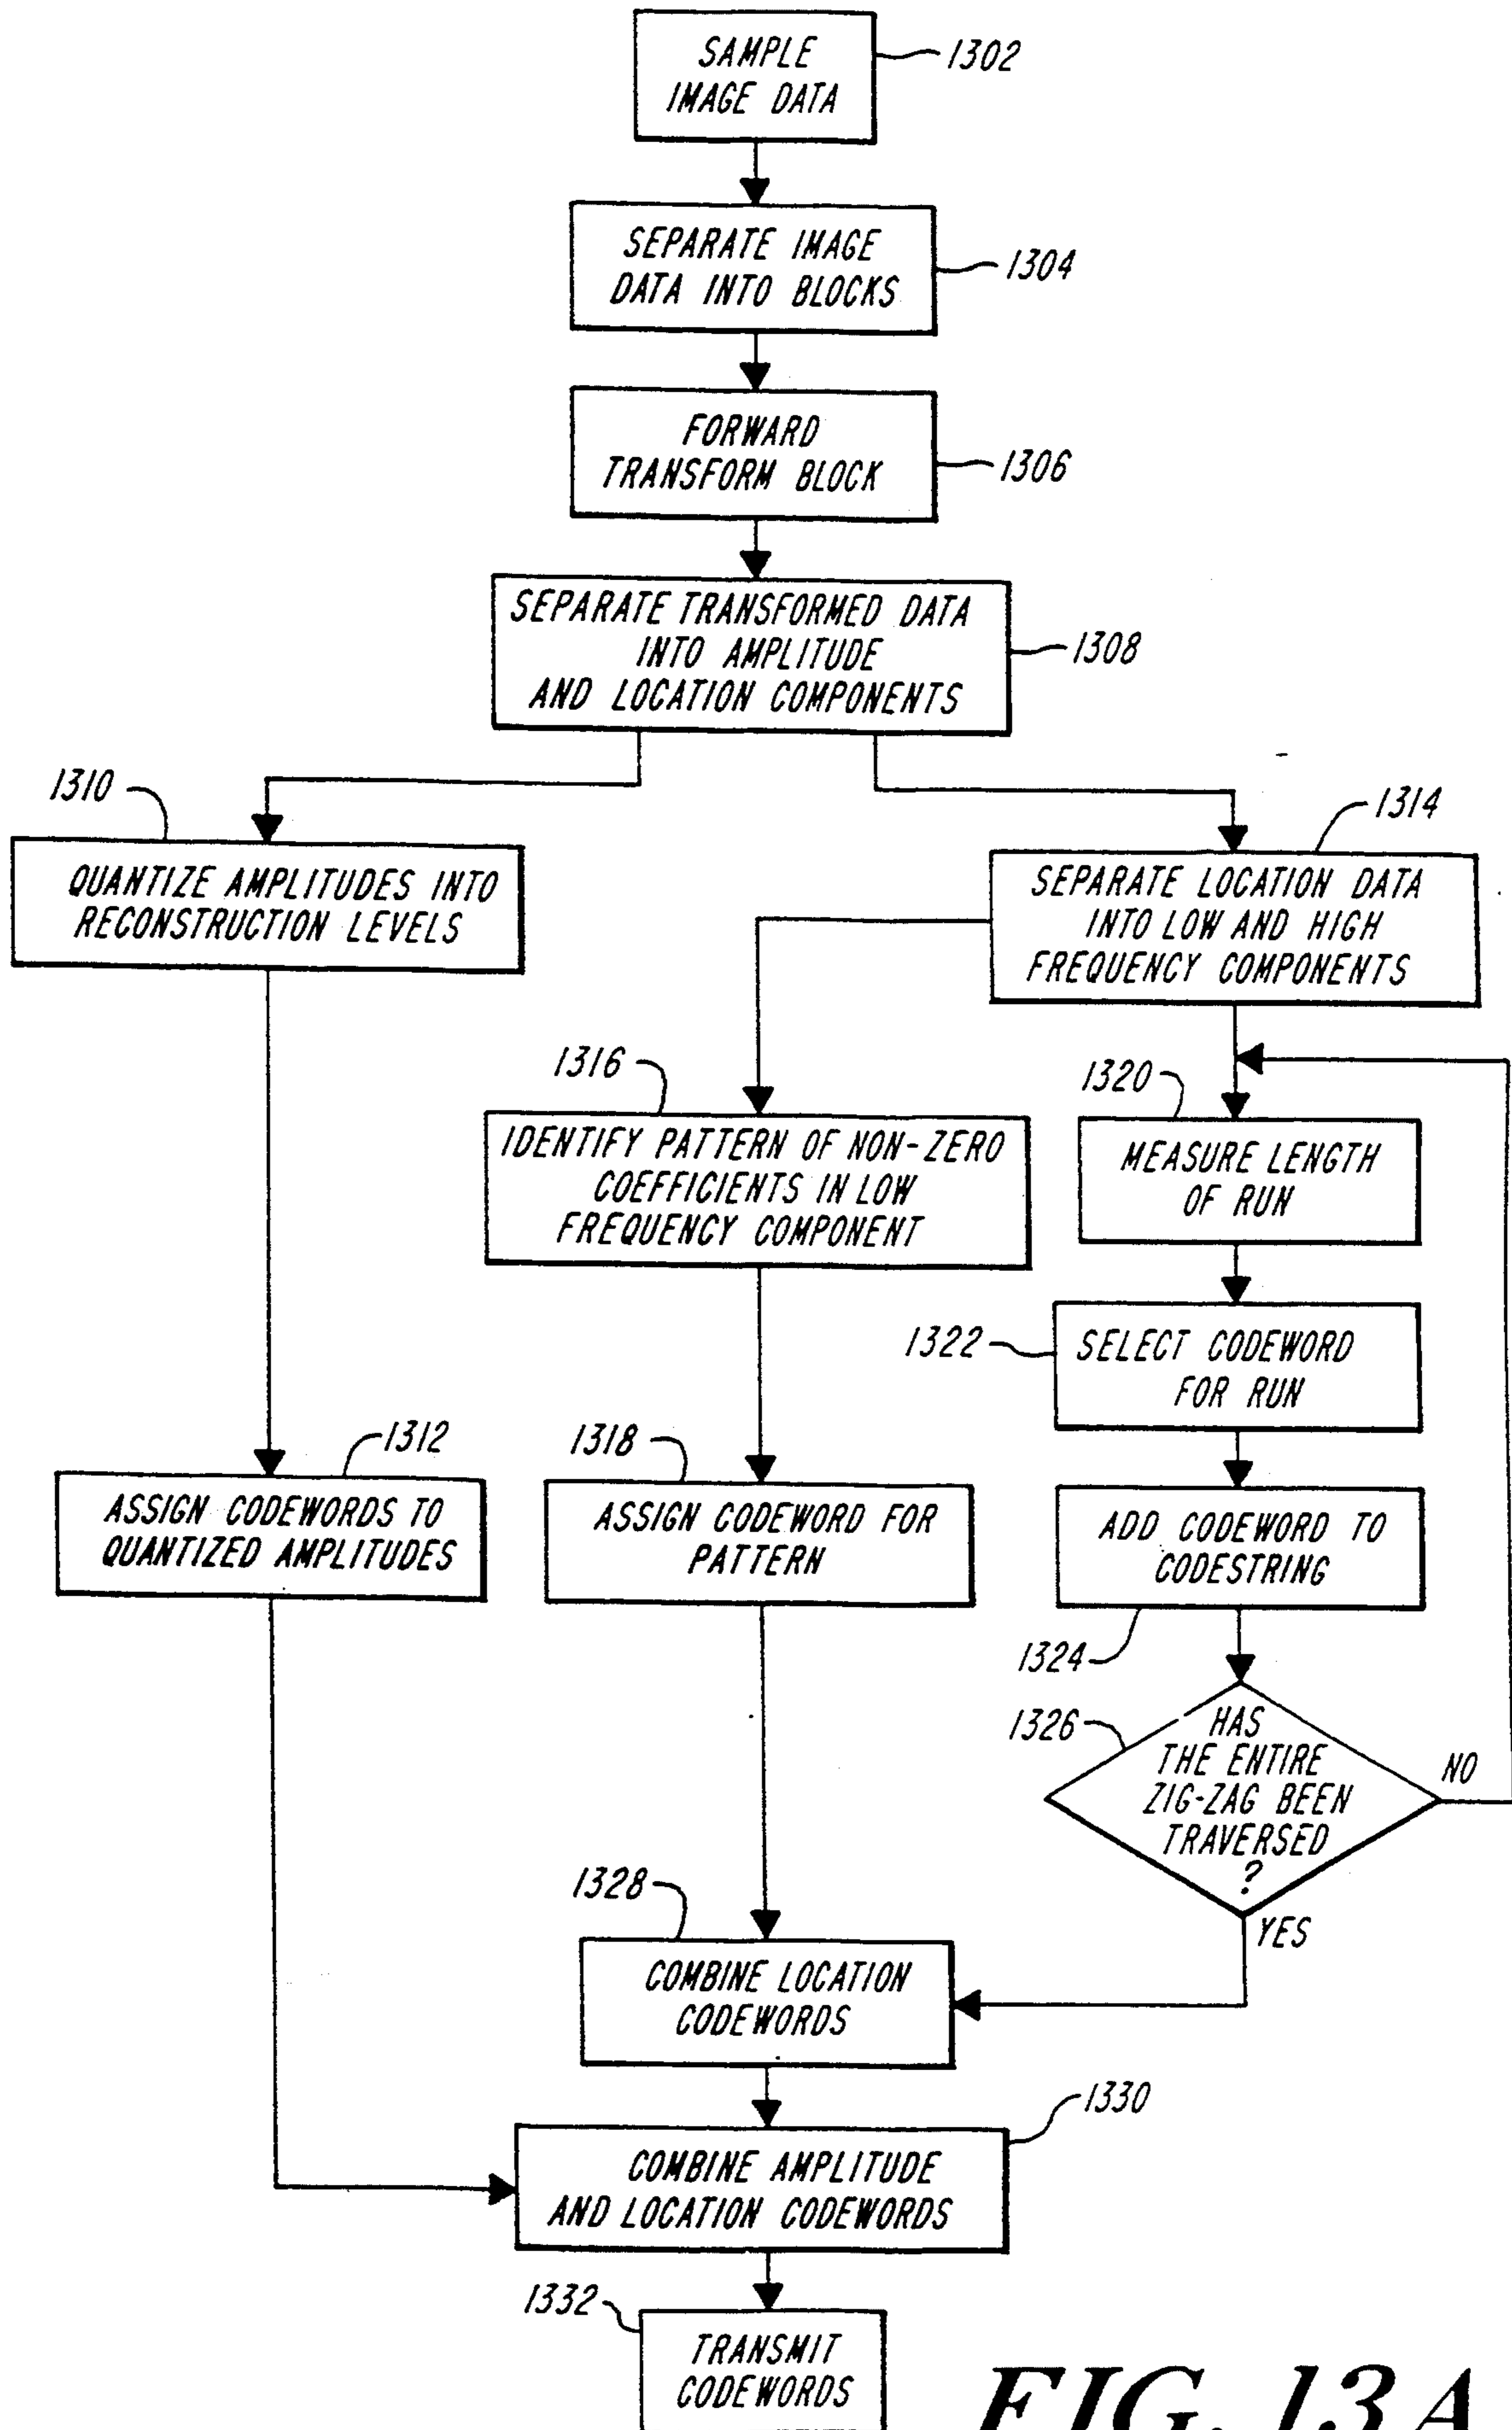 SAMPLE
IMAGE DATA
1302
SEPARATE IMAGE
DATA INTO BLOCKS
1304
FORWARD
TRANSFORM BLOCK
1306
SEPARATE TRANSFORMED DATA
INTO AMPLITUDE
AND LOCATION COMPONENTS
1308
1310
QUANTIZE AMPLITUDES INTO
RECONSTRUCTION LEVELS
1314
SEPARATE LOCATION DATA
INTO LOW AND HIGH
FREQUENCY COMPONENTS
1316
IDENTIFY PATTERN OF NON-ZERO
COEFFICIENTS IN LOW
FREQUENCY COMPONENT
1320
MEASURE LENGTH
OF RUN
1322
SELECT CODEWORD
FOR RUN
1312
ASSIGN CODEWORDS TO
QUANTIZED AMPLITUDES
1318
ASSIGN CODEWORD FOR
PATTERN
ADD CODEWORD TO
CODESTRING
1324
1326
HAS
THE ENTIRE
ZIG-ZAG BEEN
TRAVERSED
?
NO
YES
1328
COMBINE LOCATION
CODEWORDS
1330
COMBINE AMPLITUDE
AND LOCATION CODEWORDS
1332
TRANSMIT
CODEWORDS
FIG. 13A